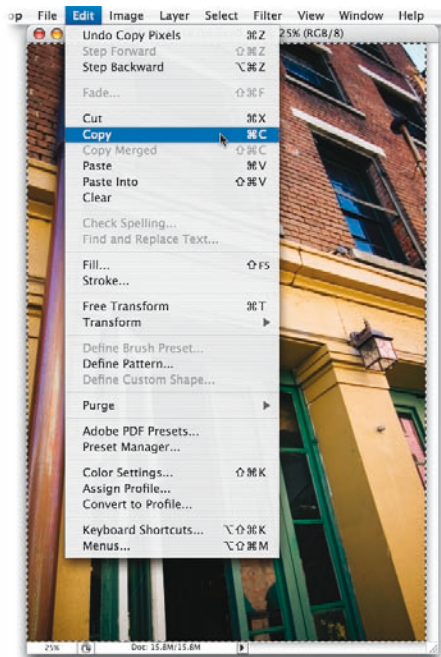 op File Edit Image Layer Select Filter View Window Help
25% (RGB/8)
Undo Copy Pixels ⌘Z
Step Forward ⇧⌘Z
Step Backward ⌥⌘Z
Fade... ⇧⌘F
Cut ⌘X
Copy ⌘C
Copy Merged ⇧⌘C
Paste ⌘V
Paste Into ⇧⌘V
Clear
Check Spelling...
Find and Replace Text...
Fill... ⇧F5
Stroke...
Free Transform ⌘T
Transform
Define Brush Preset...
Define Pattern...
Define Custom Shape...
Purge
Adobe PDF Presets...
Preset Manager...
Color Settings... ⇧⌘K
Assign Profile...
Convert to Profile...
Keyboard Shortcuts... ⌥⇧⌘K
Menus... ⌥⇧⌘M
25% Doc: 15.8M/15.8M